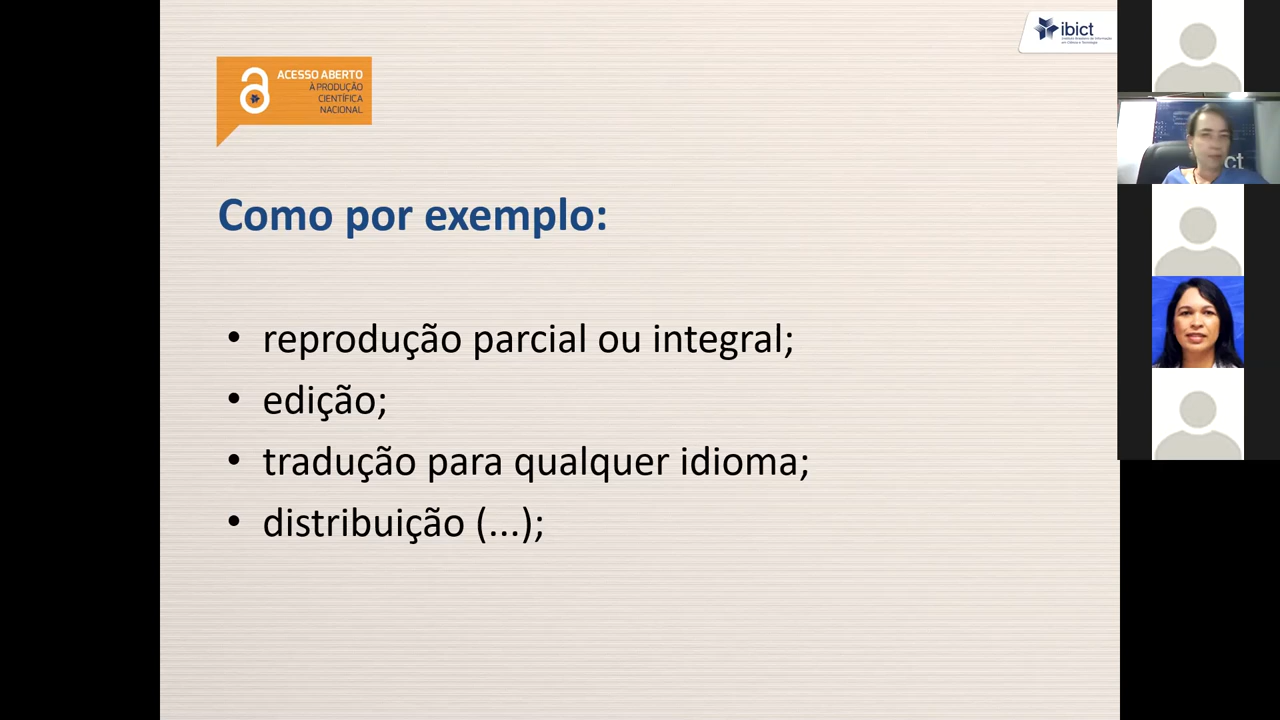 ibict
ACESSO ABERTO
À PRODUÇÃO
CIENTÍFICA
NACIONAL
Como por exemplo:
• reprodução parcial ou integral;
• edição;
• tradução para qualquer idioma;
• distribuição (...);
ct